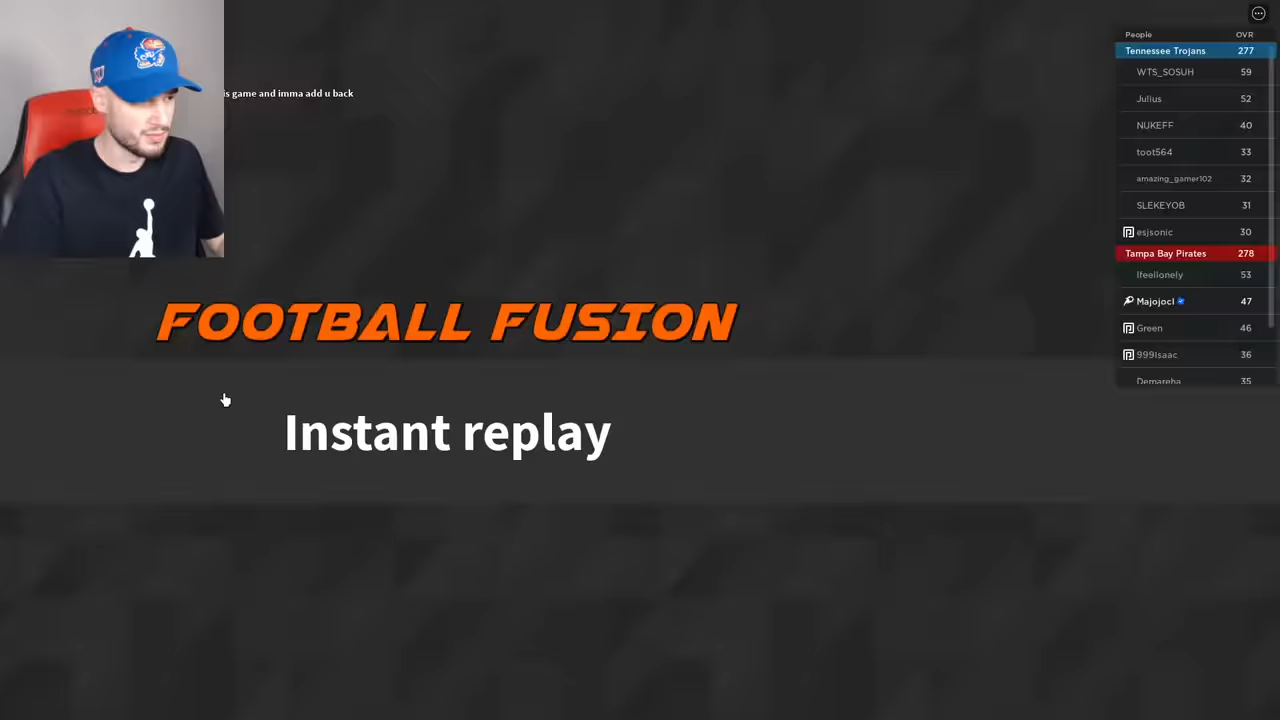 is game and imma add u back
People OVR
Tennessee Trojans 277
WTS_SOSUH 59
Julius 52
NUKEFF 40
toot564 33
amazing_gamer102 32
SLEKEYOB 31
esjsonic 30
Tampa Bay Pirates 278
Ifeellonely 53
Majojocl 47
Green 46
999Isaac 36
Demareha 35
FOOTBALL FUSION
Instant replay